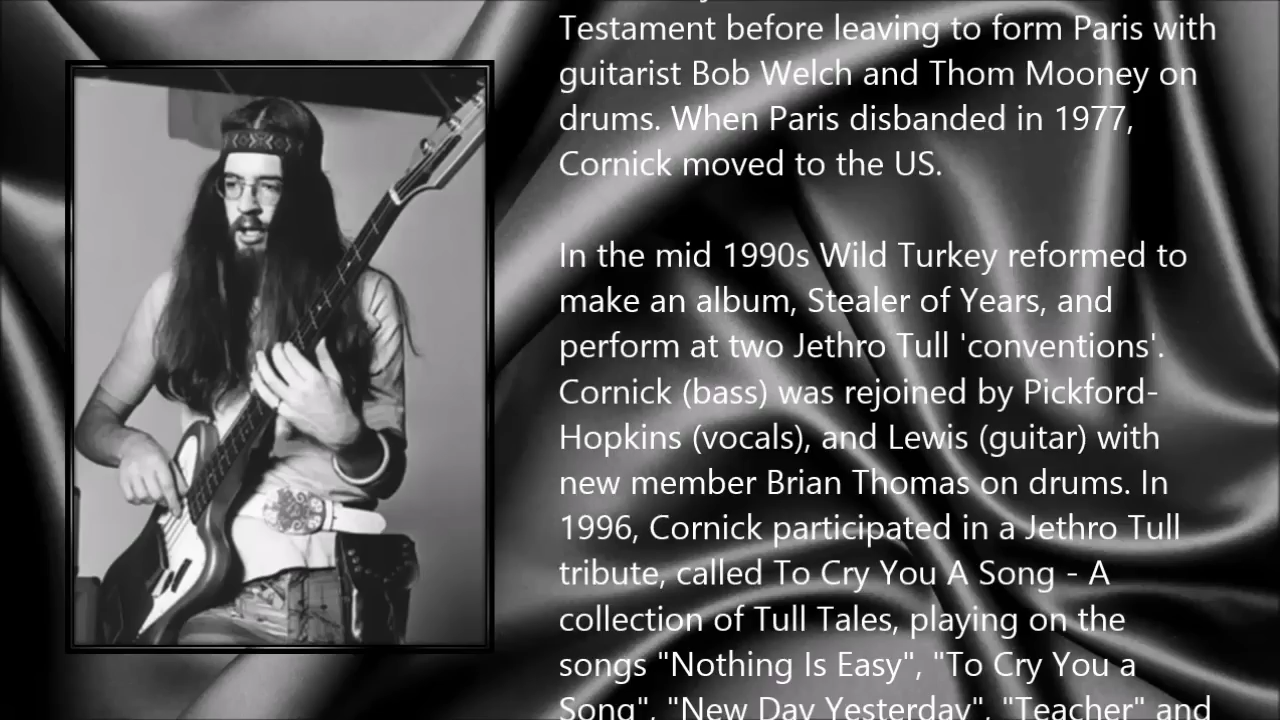 Testament before leaving to form Paris with
guitarist Bob Welch and Thom Mooney on
drums. When Paris disbanded in 1977,
Cornick moved to the US.
In the mid 1990s Wild Turkey reformed to
make an album, Stealer of Years, and
perform at two Jethro Tull 'conventions'.
Cornick (bass) was rejoined by Pickford-
Hopkins (vocals), and Lewis (guitar) with
new member Brian Thomas on drums. In
1996, Cornick participated in a Jethro Tull
tribute, called To Cry You A Song - A
collection of Tull Tales, playing on the
songs "Nothing Is Easy", "To Cry You a
Song", "New Day Yesterday", "Teacher" and